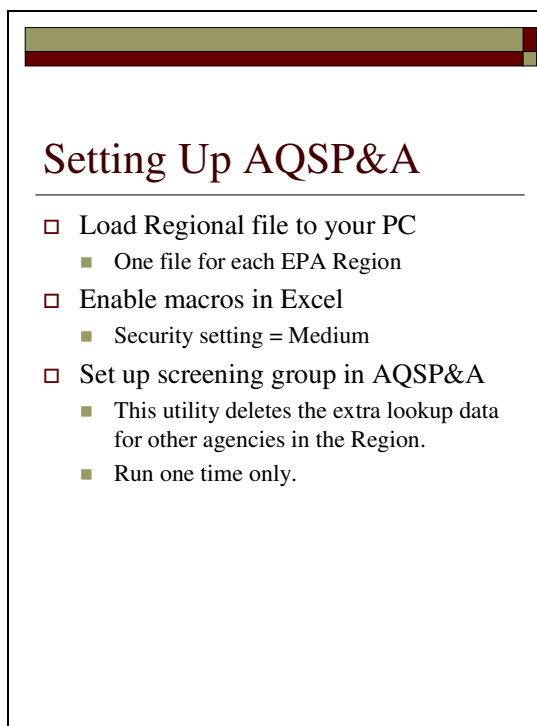 Setting Up AQSP&A
Load Regional file to your PC
One file for each EPA Region
Enable macros in Excel
Security setting = Medium
Set up screening group in AQSP&A
This utility deletes the extra lookup data
for other agencies in the Region.
Run one time only.